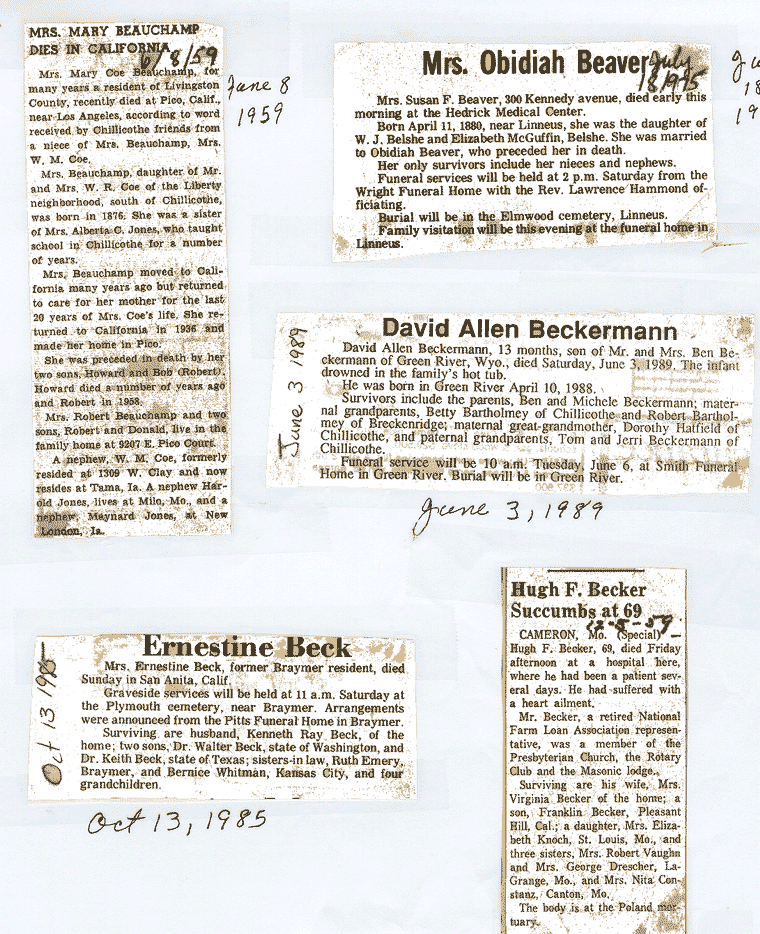 MRS. MARY BEAUCHAMP
DIES IN CALIFORNIA
6/8/59
Mrs. Mary Coe Beauchamp, for
many years a resident of Livingston
County, recently died at Pico, Calif.,
near Los Angeles, according to word
received by Chillicothe friends from
a niece of Mrs. Beauchamp, Mrs.
W. M. Coe.
Mrs. Beauchamp, daughter of Mr.
and Mrs. W. R. Coe of the Liberty
neighborhood, south of Chillicothe,
was born in 1876. She was a sister
of Mrs. Alberta C. Jones, who taught
school in Chillicothe for a number
of years.
Mrs. Beauchamp moved to Cali-
fornia many years ago but returned
to care for her mother for the last
20 years of Mrs. Coe's life. She re-
turned to California in 1936 and
made her home in Pico.
She was preceded in death by her
two sons, Howard and Bob (Robert).
Howard died a number of years ago
and Robert in 1958.
Mrs. Robert Beauchamp and two
sons, Robert and Donald, live in the
family home at 9207 E. Pico Court.
A nephew, W. M. Coe, formerly
resided at 1309 W. Clay and now
resides at Tama, Ia. A nephew Har-
old Jones, lives at Milo, Mo., and a
nephew, Maynard Jones, at New
London, Ia.
June 8
1959
Mrs. Obidiah Beaver
July
18/1975
Mrs. Susan F. Beaver, 300 Kennedy avenue, died early this
morning at the Hedrick Medical Center.
Born April 11, 1880, near Linneus, she was the daughter of
W. J. Belshe and Elizabeth McGuffin, Belshe. She was married
to Obidiah Beaver, who preceded her in death.
Her only survivors include her nieces and nephews.
Funeral services will be held at 2 p.m. Saturday from the
Wright Funeral Home with the Rev. Lawrence Hammond of-
ficiating.
Burial will be in the Elmwood cemetery, Linneus.
Family visitation will be this evening at the funeral home in
Linneus.
Ju
18
19
June 3 1989
David Allen Beckermann
David Allen Beckermann, 13 months, son of Mr. and Mrs. Ben Be-
ckermann of Green River, Wyo., died Saturday, June 3, 1989. The infant
drowned in the family's hot tub.
He was born in Green River April 10, 1988.
Survivors include the parents, Ben and Michele Beckermann; mater-
nal grandparents, Betty Bartholmey of Chillicothe and Robert Barthol-
mey of Breckenridge; maternal great-grandmother, Dorothy Hatfield of
Chillicothe, and paternal grandparents, Tom and Jerri Beckermann of
Chillicothe.
Funeral service will be 10 a.m. Tuesday, June 6, at Smith Funeral
Home in Green River. Burial will be in Green River.
June 3, 1989
Oct 13 1985
Ernestine Beck
Mrs. Ernestine Beck, former Braymer resident, died
Sunday in San Anita, Calif.
Graveside services will be held at 11 a.m. Saturday at
the Plymouth cemetery, near Braymer. Arrangements
were announced from the Pitts Funeral Home in Braymer.
Surviving are husband, Kenneth Ray Beck, of the
home; two sons, Dr. Walter Beck, state of Washington, and
Dr. Keith Beck, state of Texas; sisters-in law, Ruth Emery,
Braymer, and Bernice Whitman, Kansas City, and four
grandchildren.
Oct 13, 1985
Hugh F. Becker
Succumbs at 69
12-8-59
CAMERON, Mo. (Special) —
Hugh F. Becker, 69, died Friday
afternoon at a hospital here,
where he had been a patient sev-
eral days. He had suffered with
a heart ailment.
Mr. Becker, a retired National
Farm Loan Association represen-
tative, was a member of the
Presbyterian Church, the Rotary
Club and the Masonic lodge.
Surviving are his wife, Mrs.
Virginia Becker of the home; a
son, Franklin Becker, Pleasant
Hill, Cal.; a daughter, Mrs. Eliza-
beth Knoch, St. Louis, Mo., and
three sisters, Mrs. Robert Vaughn
and Mrs. George Drescher, La-
Grange, Mo., and Mrs. Nita Con-
stanz, Canton, Mo.
The body is at the Poland mor-
tuary.